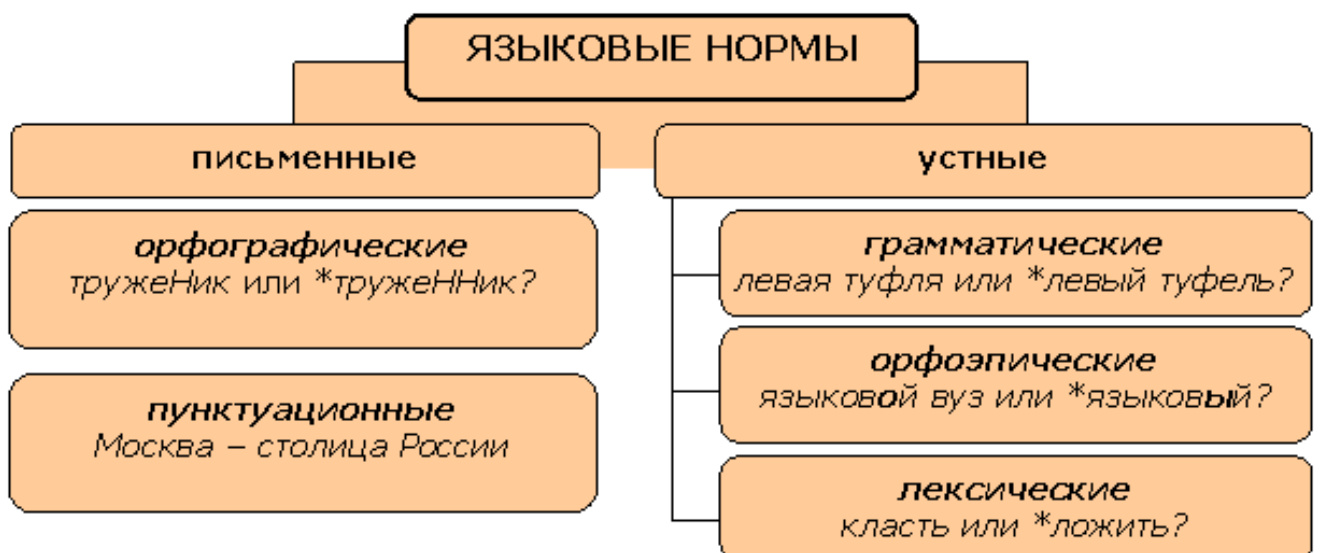 ЯЗЫКОВЫЕ НОРМЫ
письменные
орфографические
тружеНик или *тружеННик?
пунктуационные
Москва – столица России
устные
грамматические
левая туфля или *левый туфель?
орфоэпические
языковой вуз или *языковый?
лексические
класть или *ложить?